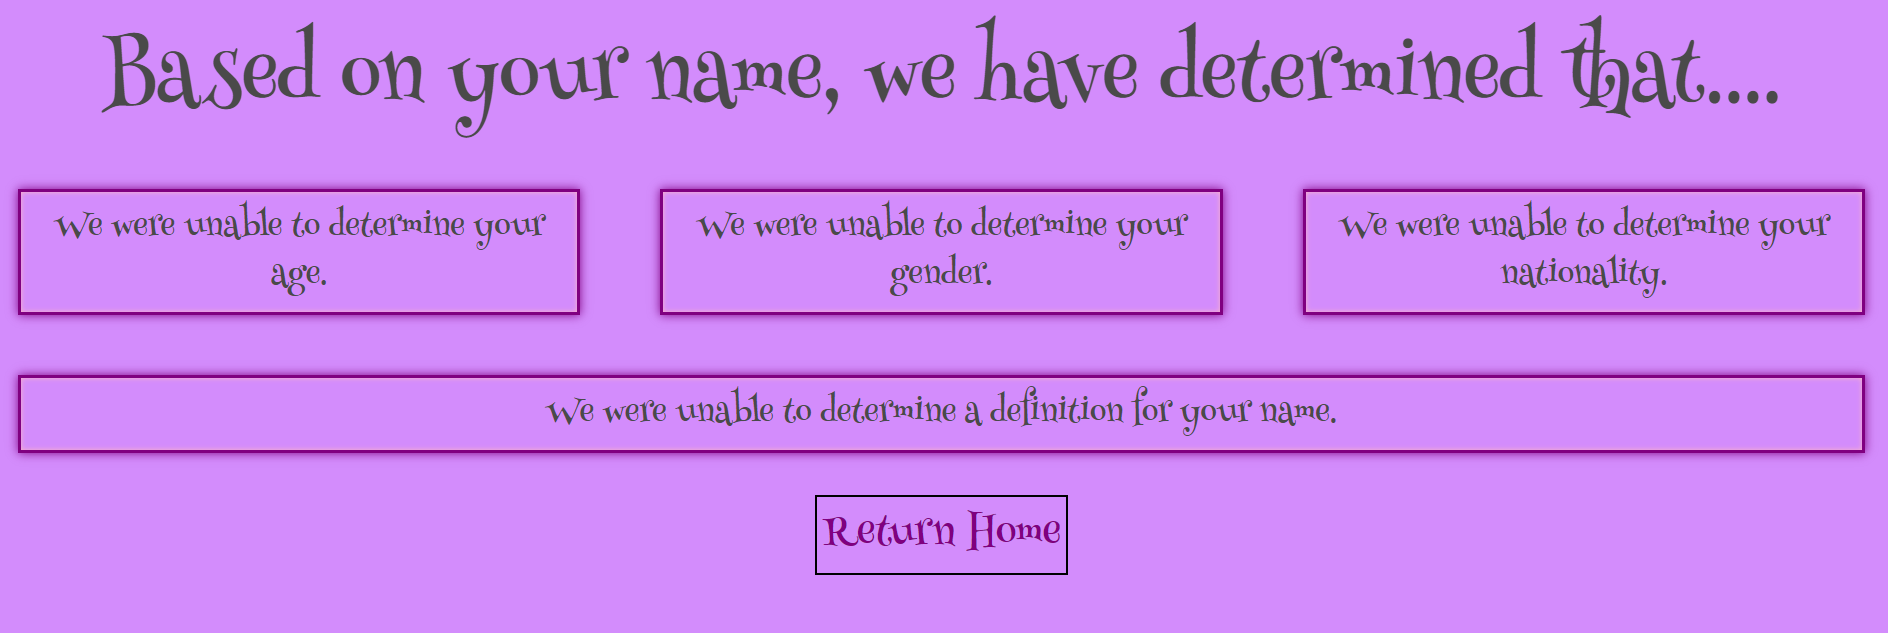 Based on your name, we have determined that....
We were unable to determine your
age.
We were unable to determine your
gender.
We were unable to determine your
nationality.
We were unable to determine a definition for your name.
Return Home